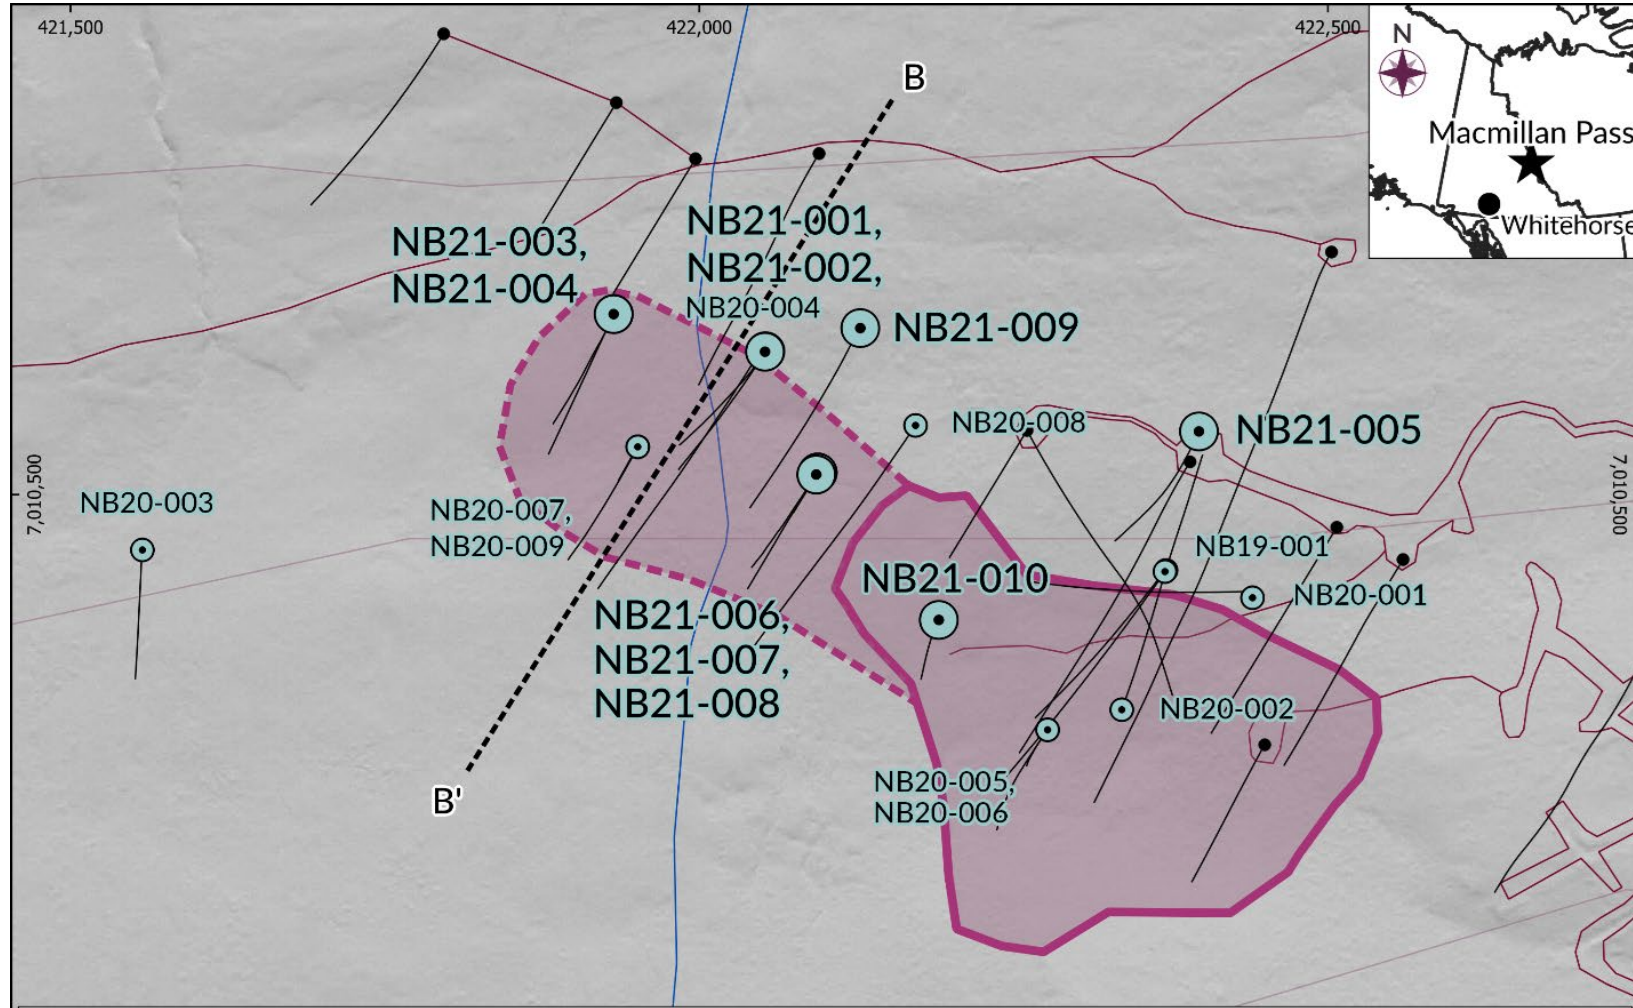 421,500
422,000
422,500
N
Macmillan Pass
Whitehorse
B
NB21-003,
NB21-004
NB21-001,
NB21-002,
NB20-004
NB21-009
NB20-008
NB21-005
7,010,500
7,010,500
NB20-003
NB20-007,
NB20-009
NB19-001
NB20-001
NB21-010
NB21-006,
NB21-007,
NB21-008
NB20-002
NB20-005,
NB20-006
B'